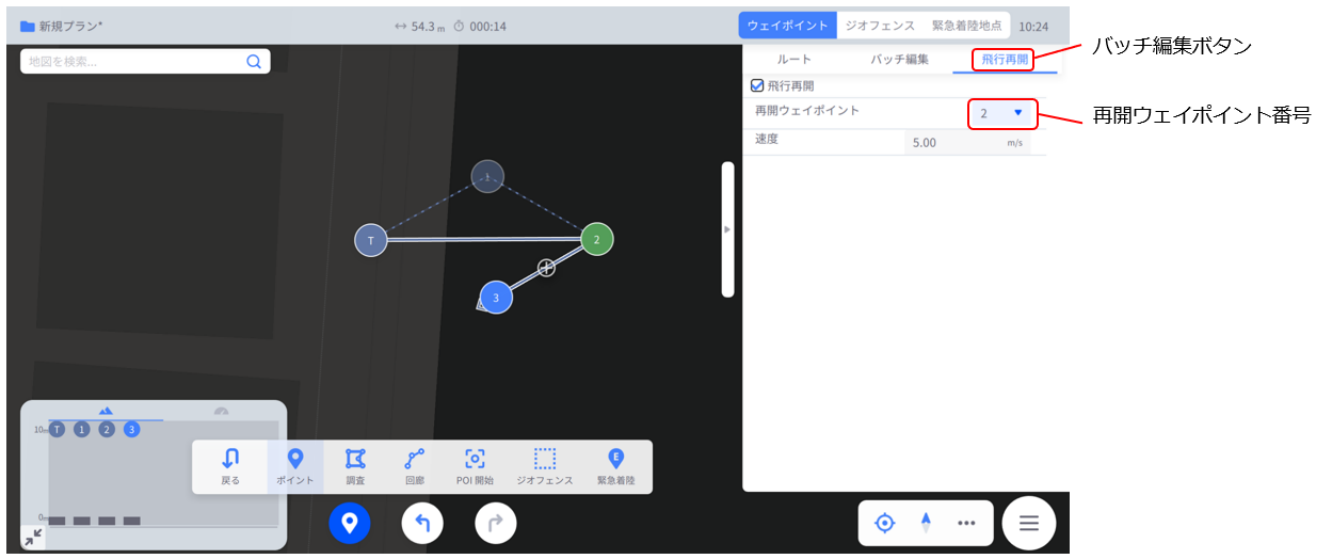 新規プラン*
54.3 m 000:14
ウェイポイント ジオフェンス 緊急着陸地点 10:24
地図を検索...
ルート バッチ編集 飛行再開
バッチ編集ボタン
飛行再開
再開ウェイポイント 2
再開ウェイポイント番号
速度 5.00 m/s
1
T
2
3
10m T 1 2 3
0m
戻る ポイント 調査 回廊 POI 開始 ジオフェンス E 緊急着陸